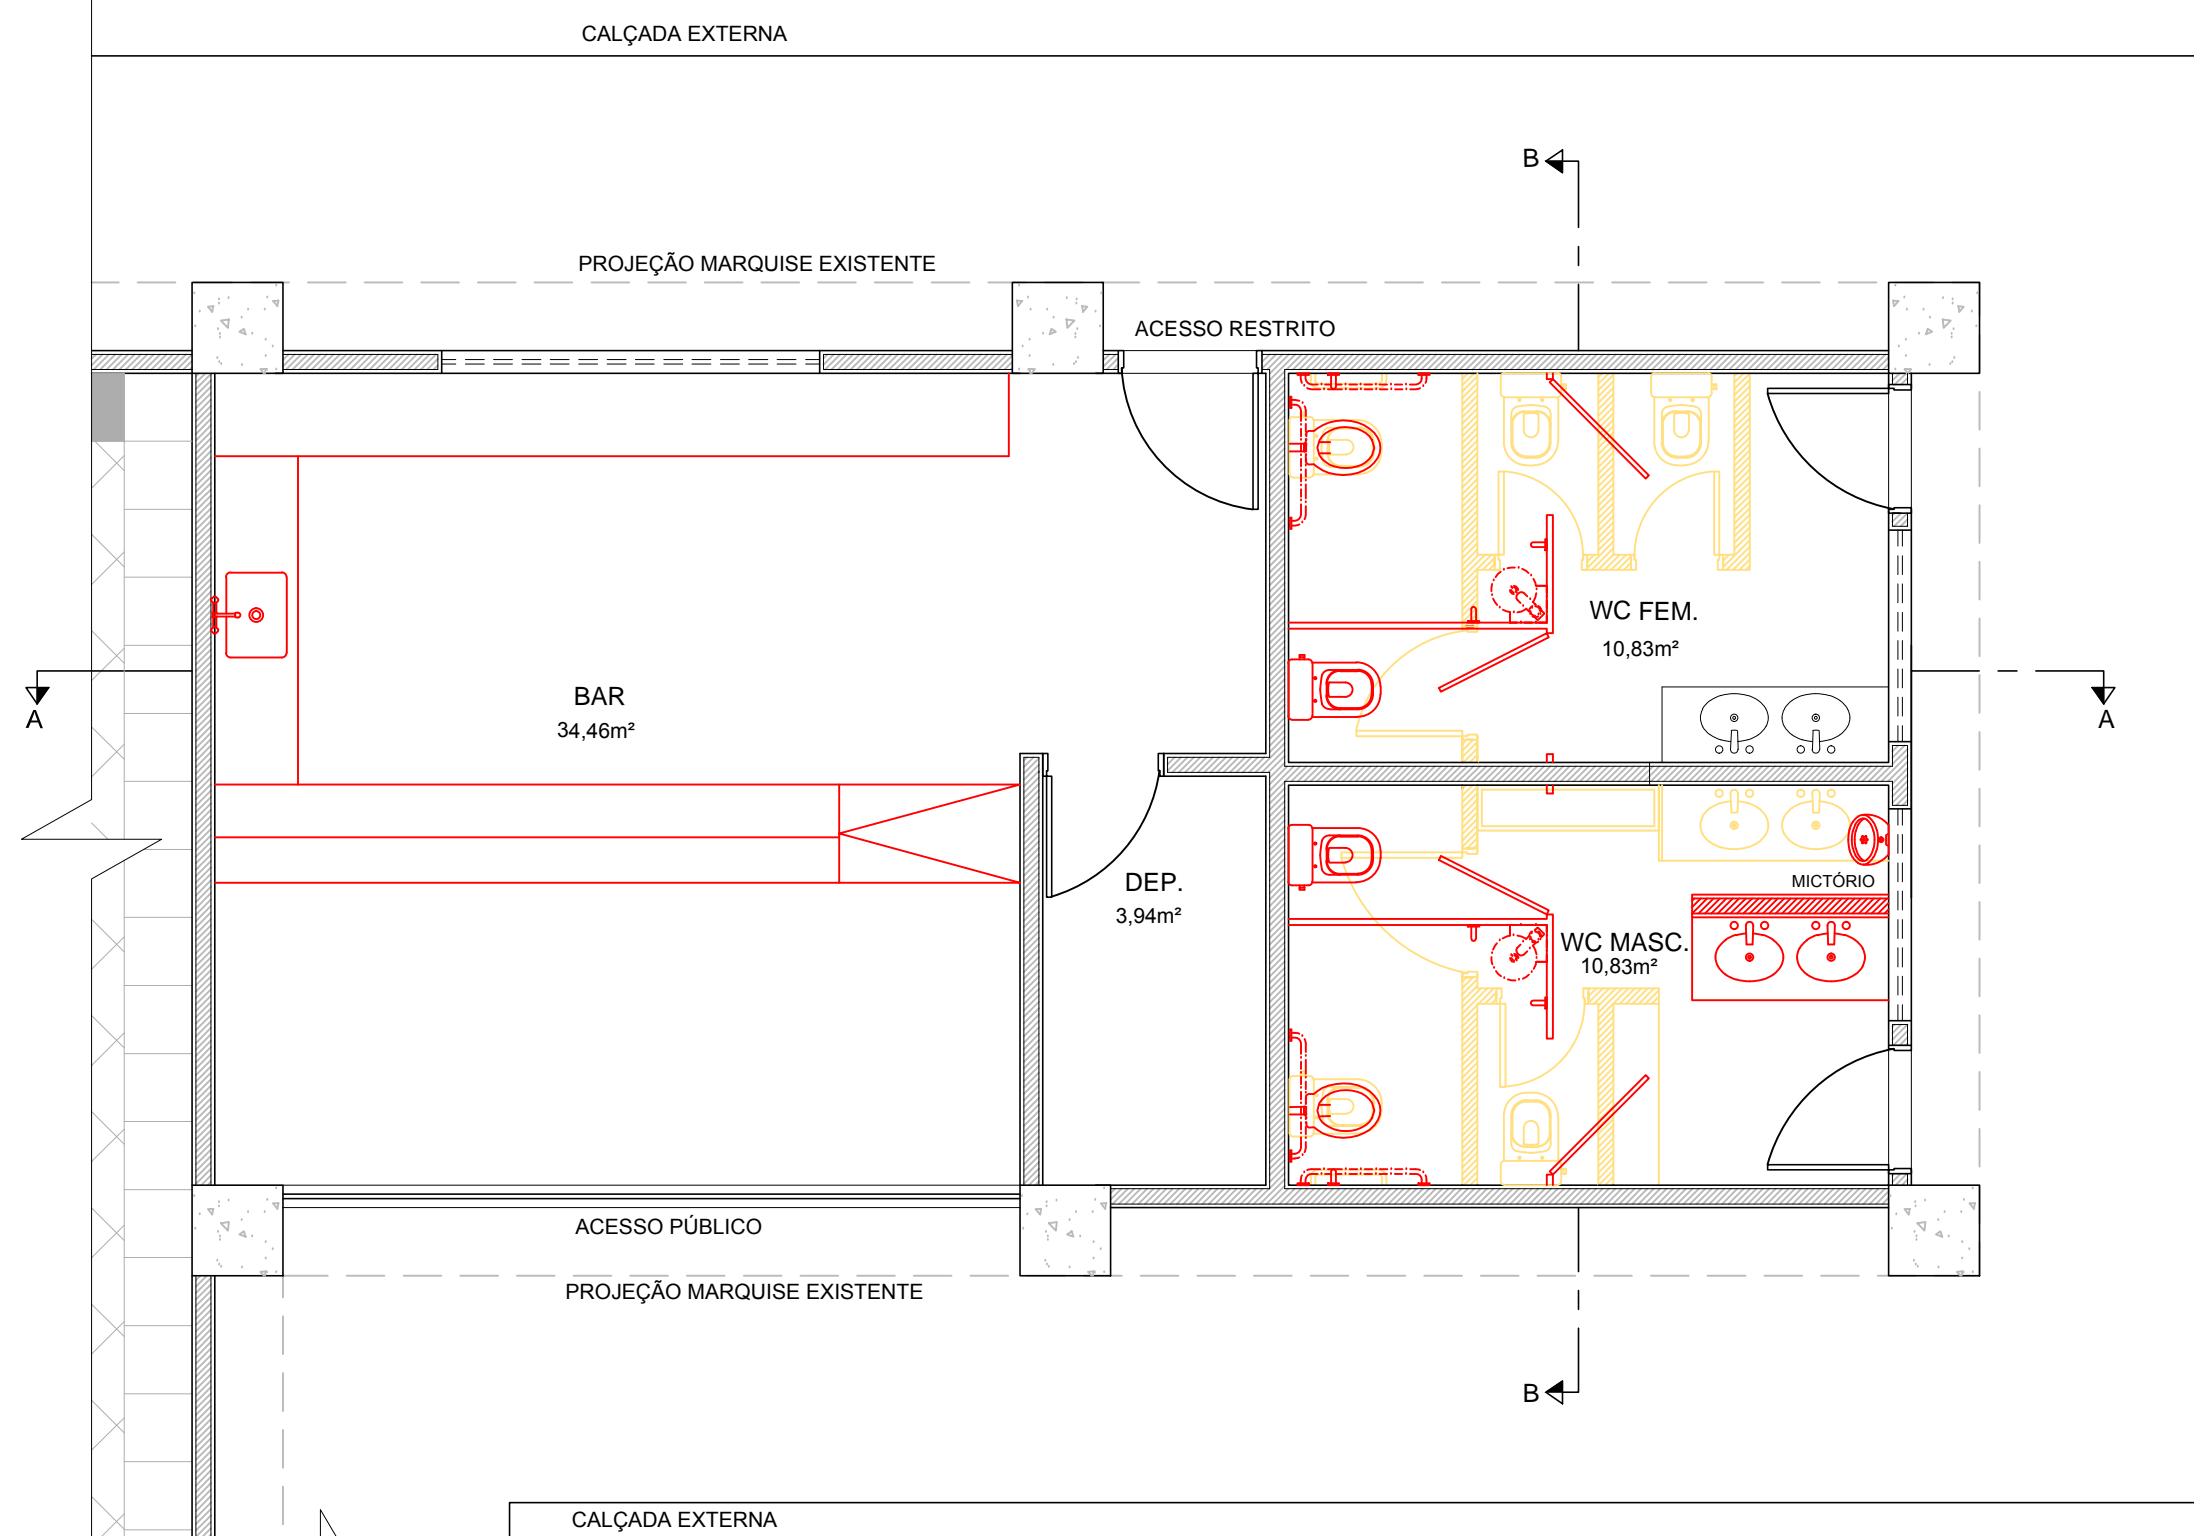 CALÇADA EXTERNA
B
PROJEÇÃO MARQUISE EXISTENTE
ACESSO RESTRITO
WC FEM.
10,83m²
BAR
34,46m²
A
A
DEP.
3,94m²
MICTÓRIO
WC MASC.
10,83m²
ACESSO PÚBLICO
PROJEÇÃO MARQUISE EXISTENTE
B
CALÇADA EXTERNA